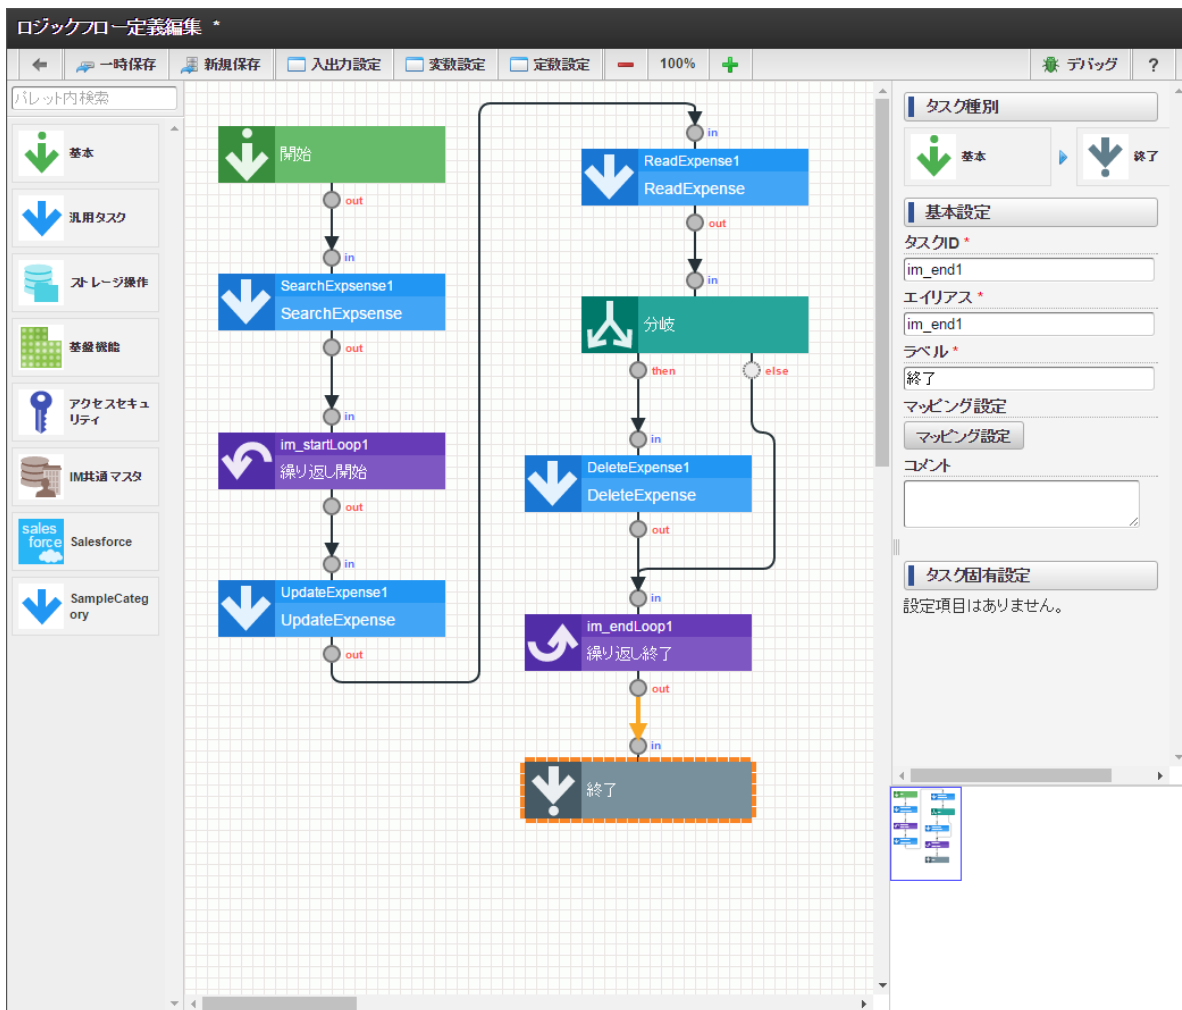 ロジックフロー定義編集 *
一時保存
新規保存
入出力設定
変数設定
定数設定
100%
デバッグ
?
パレット内検索
基本
汎用タスク
ストレージ操作
基盤機能
アクセスセキュ
リティ
IM共通マスタ
sales
force
Salesforce
SampleCateg
ory
開始
out
in
SearchExpsense1
SearchExpsense
out
in
im_startLoop1
繰り返し開始
out
in
UpdateExpense1
UpdateExpense
out
in
ReadExpense1
ReadExpense
out
in
分岐
then
else
in
DeleteExpense1
DeleteExpense
out
in
im_endLoop1
繰り返し終了
out
in
終了
タスク種別
基本
終了
基本設定
タスクID *
im_end1
エイリアス *
im_end1
ラベル *
終了
マッピング設定
マッピング設定
コメント
タスク固有設定
設定項目はありません。